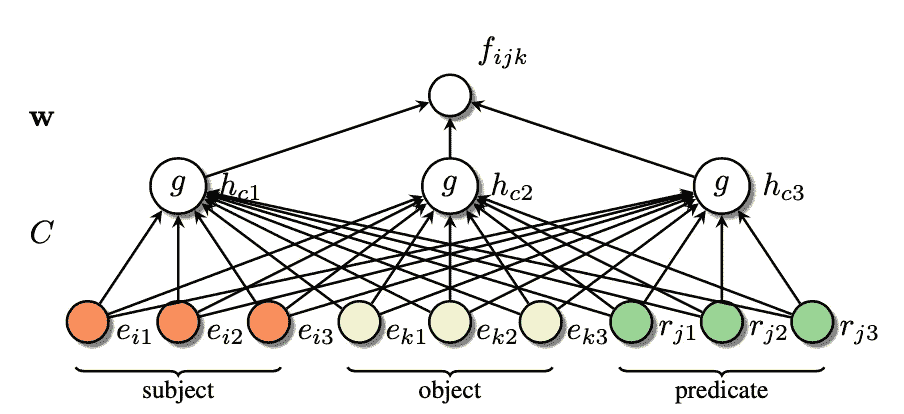 f_{ijk}
w
g h_{c1} g h_{c2} g h_{c3}
C
e_{i1} e_{i2} e_{i3} e_{k1} e_{k2} e_{k3} r_{j1} r_{j2} r_{j3}
subject object predicate